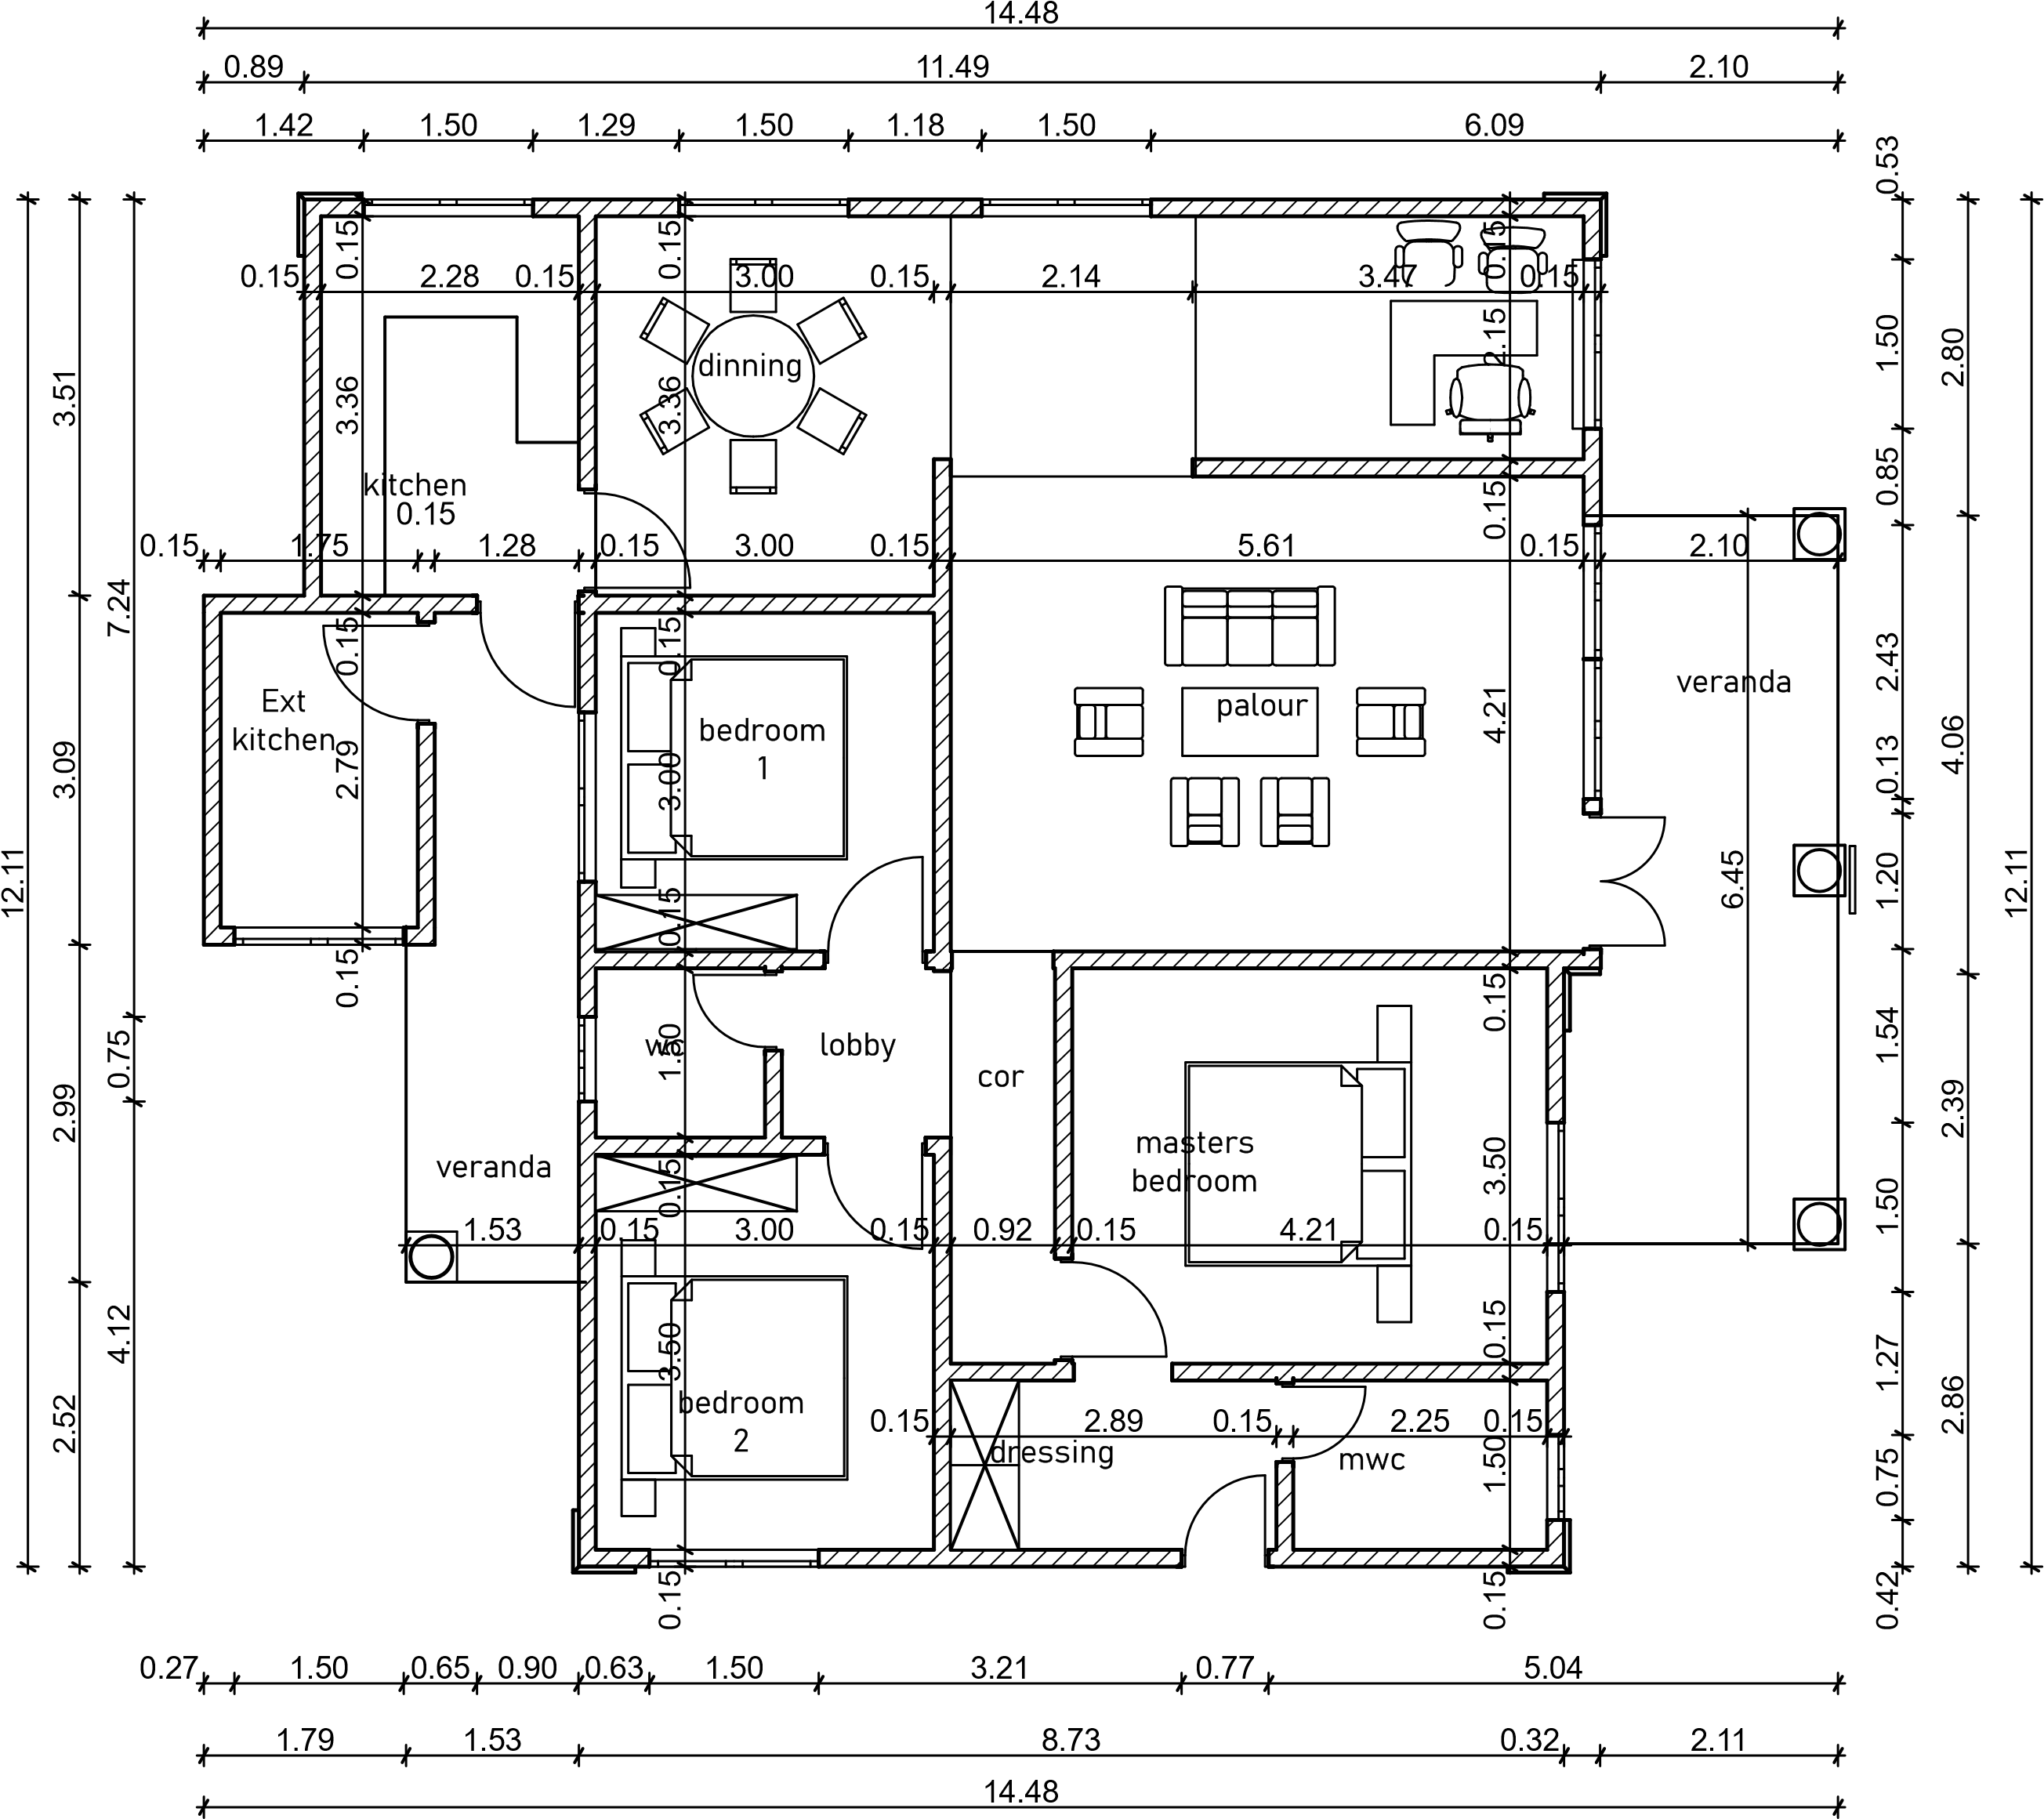 14.48
0.89 11.49 2.10
1.42 1.50 1.29 1.50 1.18 1.50 6.09
0.53
0.15 0.15 0.15
0.15 2.28 0.15 3.00 0.15 2.14 3.47 0.15
1.50
2.15
2.80
dinning
3.51
3.36
3.36
kitchen
0.15
0.85
0.15
0.15 1.75 1.28 0.15 3.00 0.15 5.61 0.15 2.10
7.24
0.15
0.15
2.43
veranda
Ext
kitchen
palour
4.21
bedroom
1
3.09
2.79
3.00
0.13
4.06
12.11
6.45
1.20
12.11
0.15
0.15
0.15
0.75
wc
1.50
lobby
cor
1.54
2.99
2.39
masters
bedroom
3.50
veranda
0.15
1.50
1.53 0.15 3.00 0.15 0.92 0.15 4.21 0.15
4.12
3.50
0.15
1.27
2.52
bedroom
2
2.86
0.15 2.89 0.15 2.25 0.15
dressing
mwc
1.50
0.75
0.15
0.15
0.42
0.27 1.50 0.65 0.90 0.63 1.50 3.21 0.77 5.04
1.79 1.53 8.73 0.32 2.11
14.48